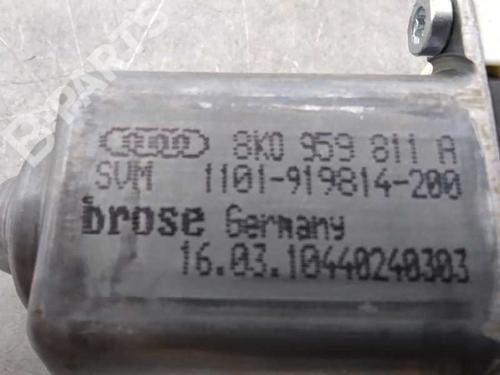 B-PARTS
8K0 959 811 A
SVM 1101-919814-200
brose Germany
16.03.10440240303